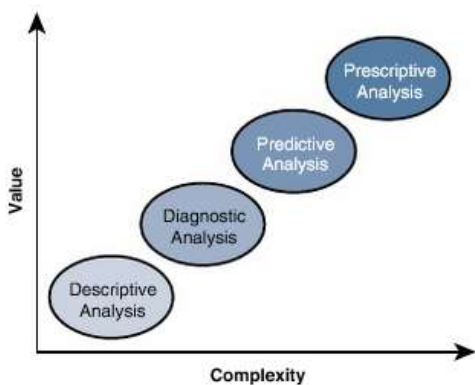 Prescriptive
Analysis
Predictive
Analysis
Diagnostic
Analysis
Descriptive
Analysis
Value
Complexity